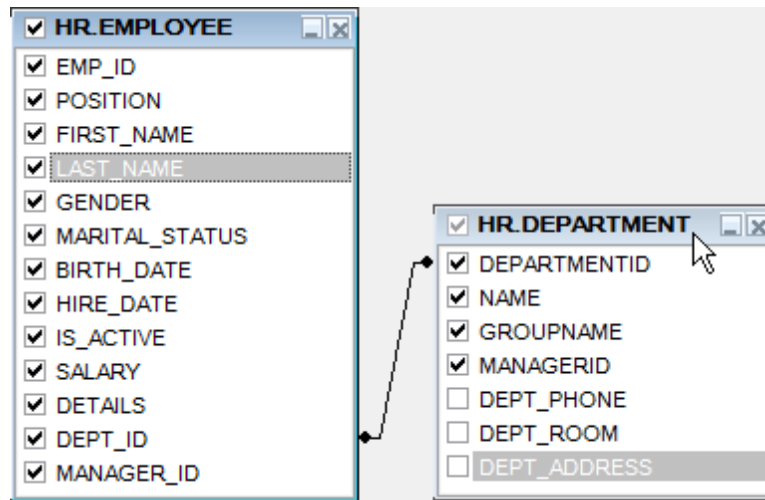 HR.EMPLOYEE
EMP_ID
POSITION
FIRST_NAME
LAST_NAME
GENDER
MARITAL_STATUS
BIRTH_DATE
HIRE_DATE
IS_ACTIVE
SALARY
DETAILS
DEPT_ID
MANAGER_ID
HR.DEPARTMENT
DEPARTMENTID
NAME
GROUPNAME
MANAGERID
DEPT_PHONE
DEPT_ROOM
DEPT_ADDRESS